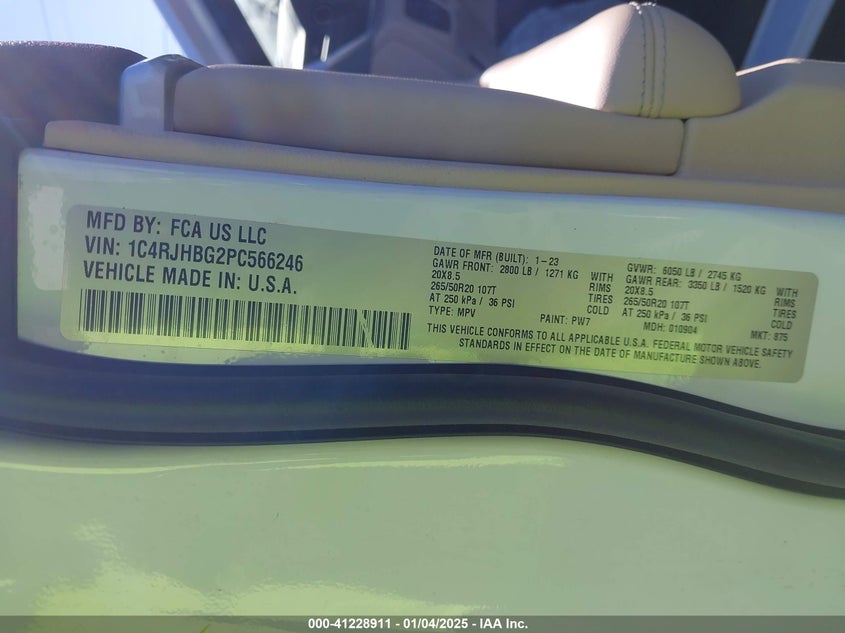 MFD BY: FCA US LLC
VIN: 1C4RJHBG2PC566246
VEHICLE MADE IN: U.S.A.
DATE OF MFR (BUILT): 1-23
GAWR FRONT: 2800 LB / 1271 KG WITH
20X8.5 RIMS
265/50R20 107T TIRES
AT 250 kPa / 36 PSI COLD
TYPE: MPV PAINT: PW7
GVWR: 6050 LB / 2745 KG
GAWR REAR: 3350 LB / 1520 KG WITH
20X8.5 RIMS
265/50R20 107T TIRES
AT 250 kPa / 36 PSI COLD
MDH: 010904 MKT: 875
THIS VEHICLE CONFORMS TO ALL APPLICABLE U.S.A. FEDERAL MOTOR VEHICLE SAFETY
STANDARDS IN EFFECT ON THE DATE OF MANUFACTURE SHOWN ABOVE.
000-41228911 - 01/04/2025 - IAA Inc.